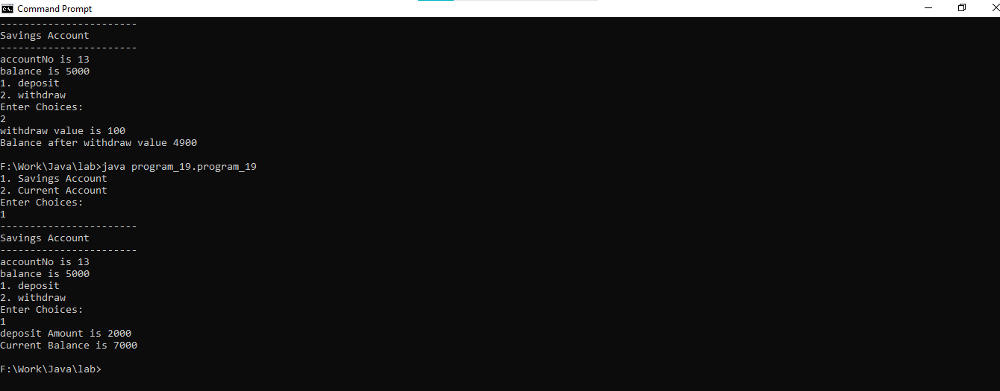 Command Prompt
-----------------------
Savings Account
-----------------------
accountNo is 13
balance is 5000
1. deposit
2. withdraw
Enter Choices:
2
withdraw value is 100
Balance after withdraw value 4900
F:\Work\Java\lab>java program_19.program_19
1. Savings Account
2. Current Account
Enter Choices:
1
-----------------------
Savings Account
-----------------------
accountNo is 13
balance is 5000
1. deposit
2. withdraw
Enter Choices:
1
deposit Amount is 2000
Current Balance is 7000
F:\Work\Java\lab>